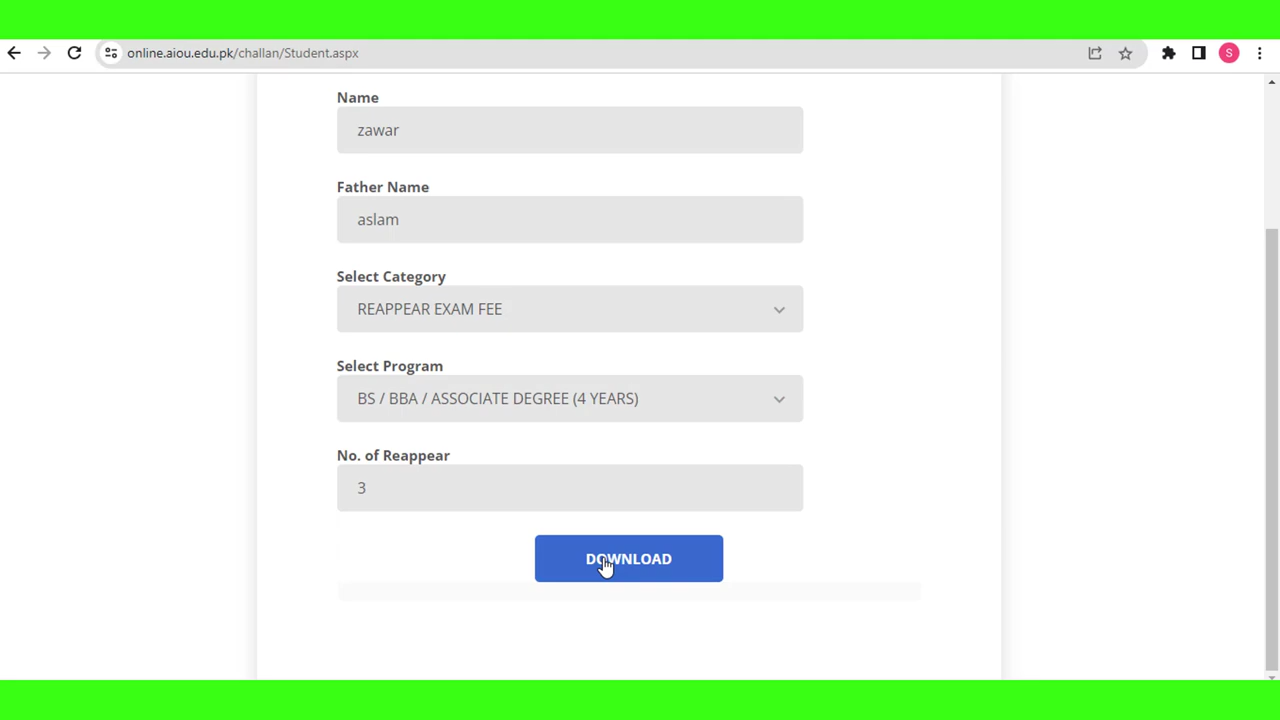 online.aiou.edu.pk/challan/Student.aspx
S
Name
zawar
Father Name
aslam
Select Category
REAPPEAR EXAM FEE
Select Program
BS / BBA / ASSOCIATE DEGREE (4 YEARS)
No. of Reappear
3
DOWNLOAD